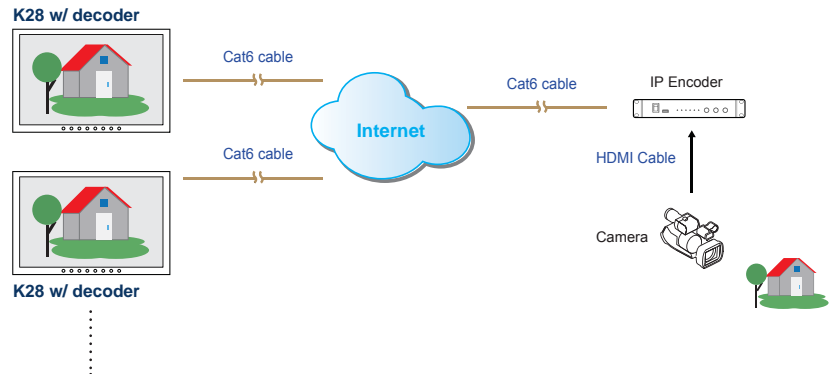 K28 w/ decoder
Cat6 cable
Cat6 cable
IP Encoder
Internet
Cat6 cable
HDMI Cable
Camera
K28 w/ decoder